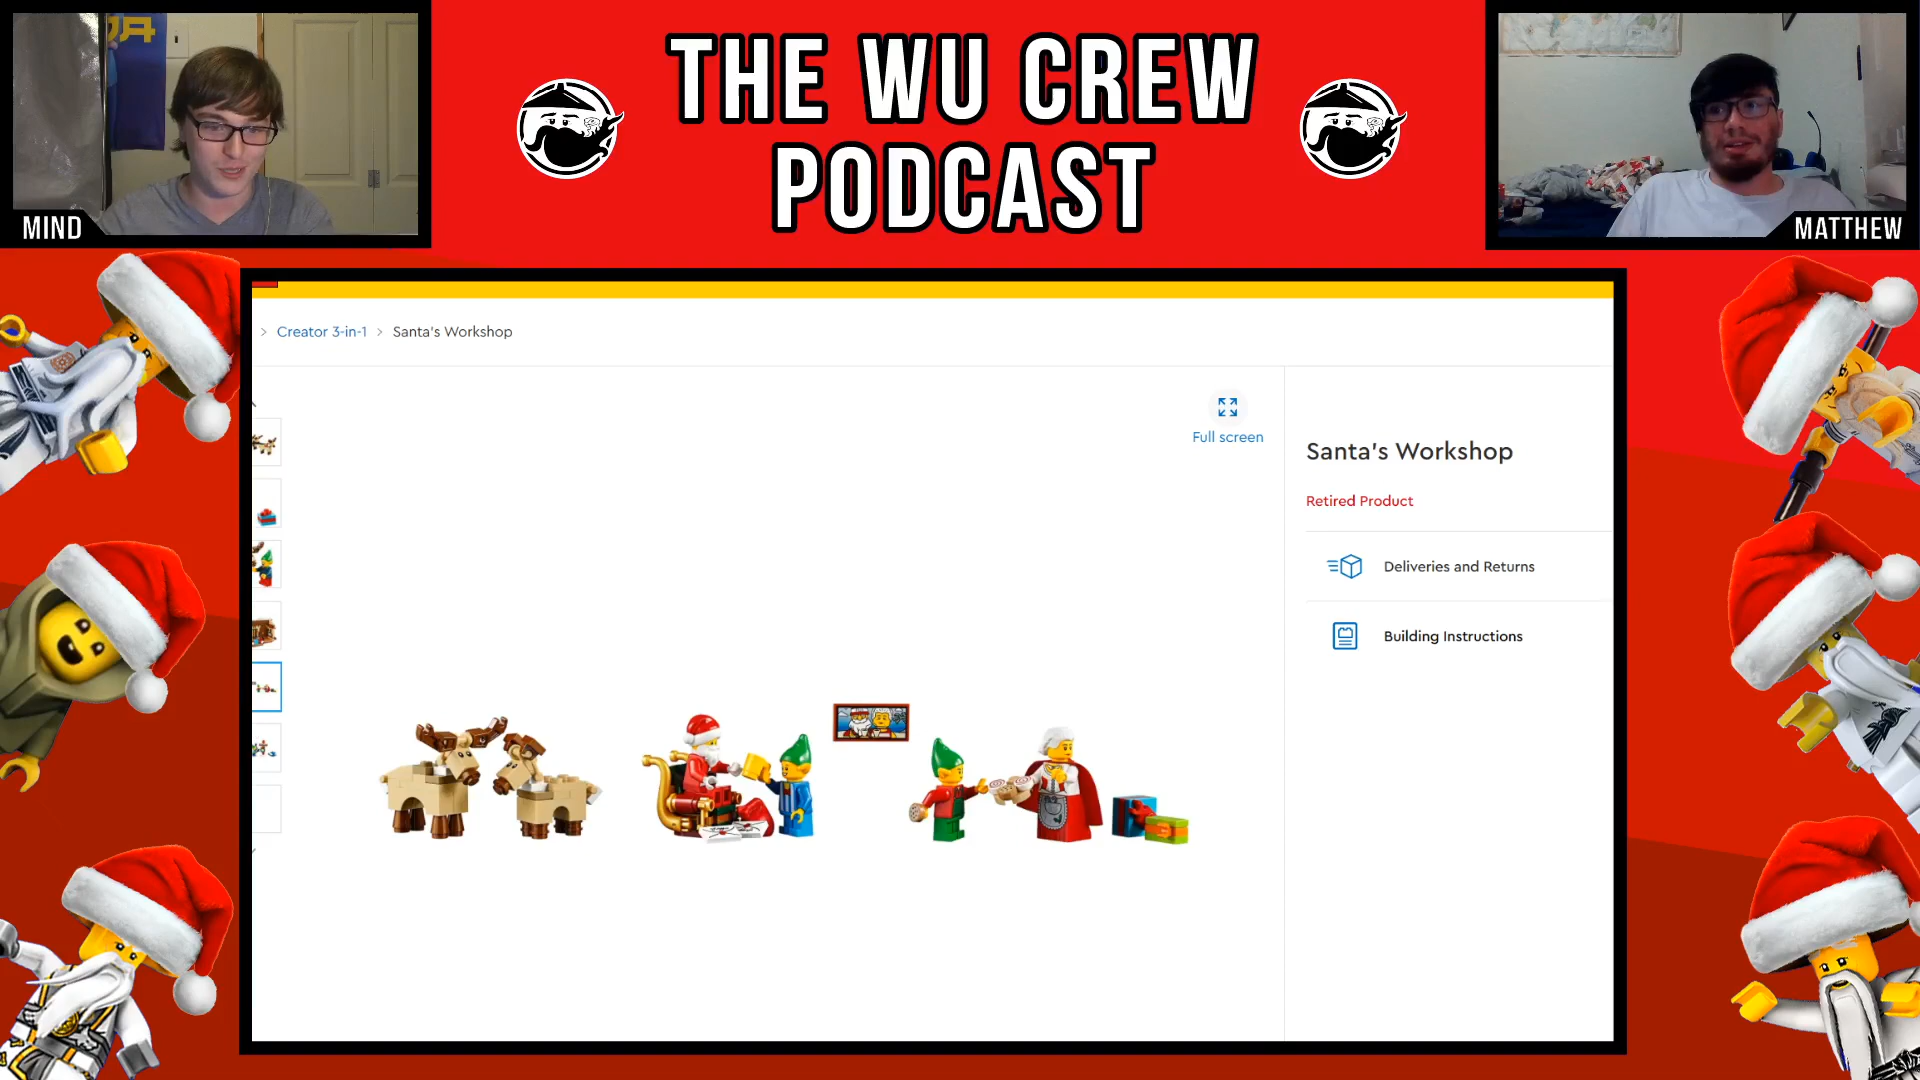 THE WU CREW
PODCAST
MIND
MATTHEW
> Creator 3-in-1 > Santa's Workshop
Full screen
Santa's Workshop
Retired Product
Deliveries and Returns
Building Instructions